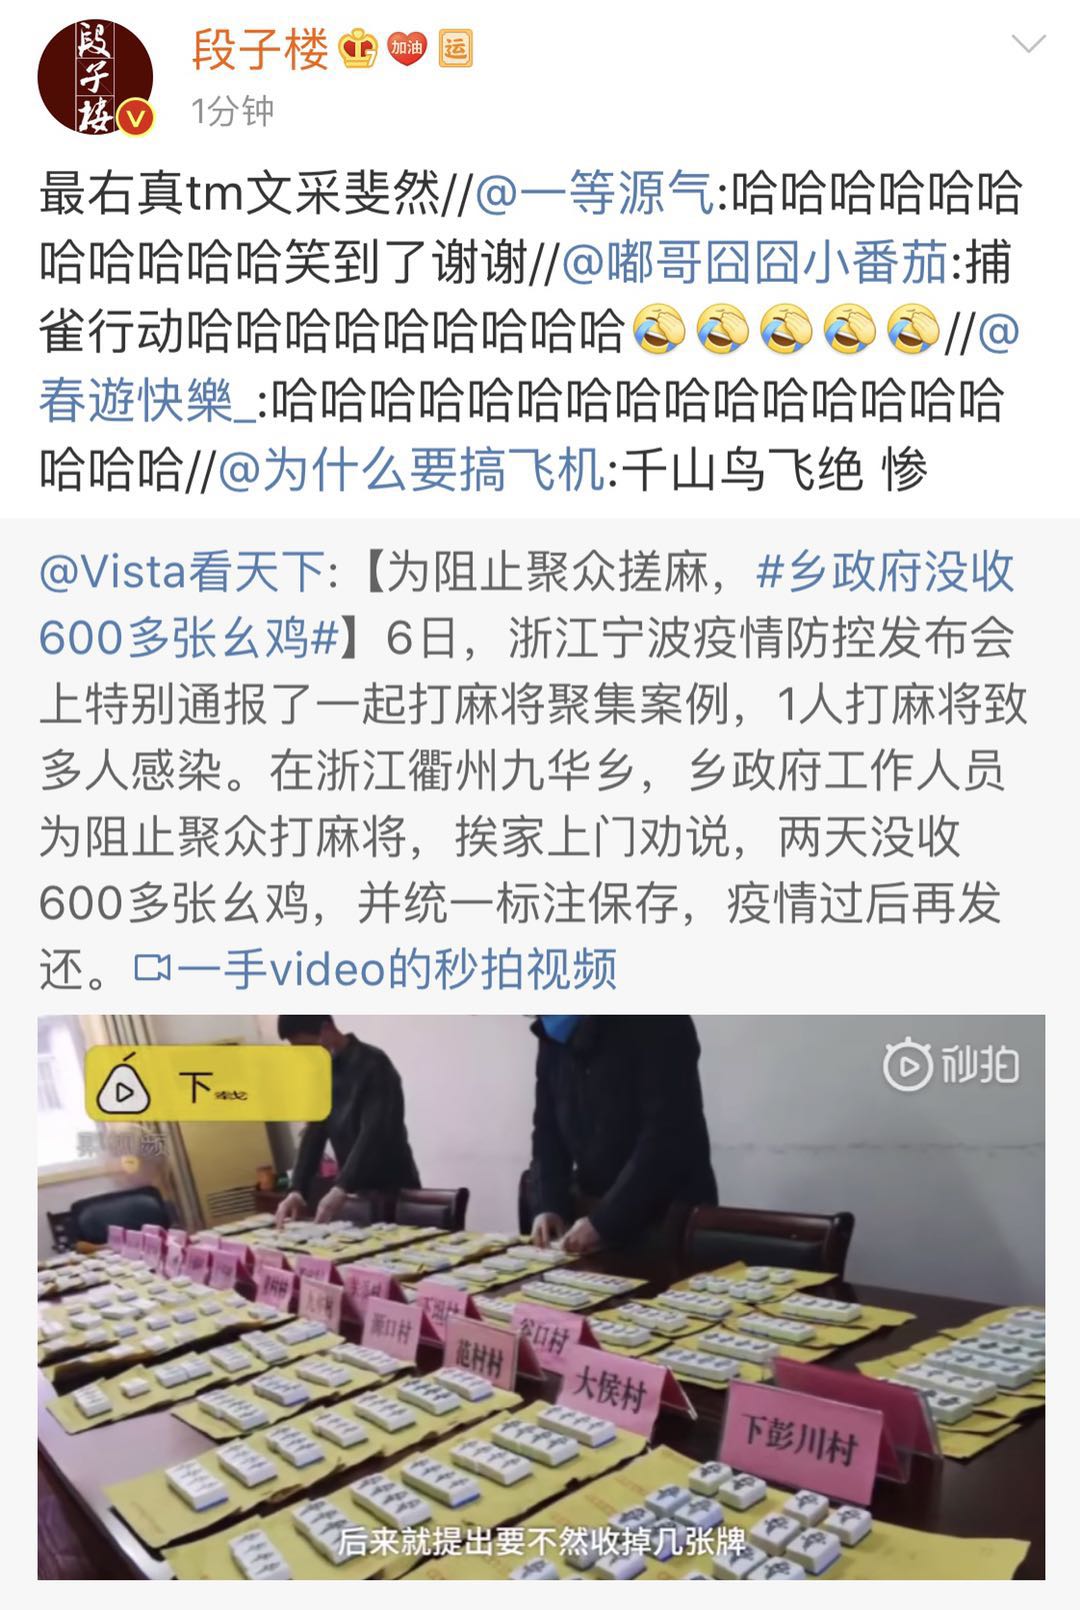 段子楼
加油
运
段子楼
V
1分钟
最右真tm文采斐然//@一等源气:哈哈哈哈哈哈
哈哈哈哈哈笑到了谢谢//@嘟哥囧囧小番茄:捕
雀行动哈哈哈哈哈哈哈哈哈//@
春遊快樂_:哈哈哈哈哈哈哈哈哈哈哈哈哈哈哈
哈哈哈//@为什么要搞飞机:千山鸟飞绝 惨
@Vista看天下:【为阻止聚众搓麻，#乡政府没收
600多张幺鸡#】6日，浙江宁波疫情防控发布会
上特别通报了一起打麻将聚集案例，1人打麻将致
多人感染。在浙江衢州九华乡，乡政府工作人员
为阻止聚众打麻将，挨家上门劝说，两天没收
600多张幺鸡，并统一标注保存，疫情过后再发
还。一手video的秒拍视频
下载
秒拍
源口村
范村村
谷口村
大侯村
下彭川村
后来就提出要不然收掉几张牌